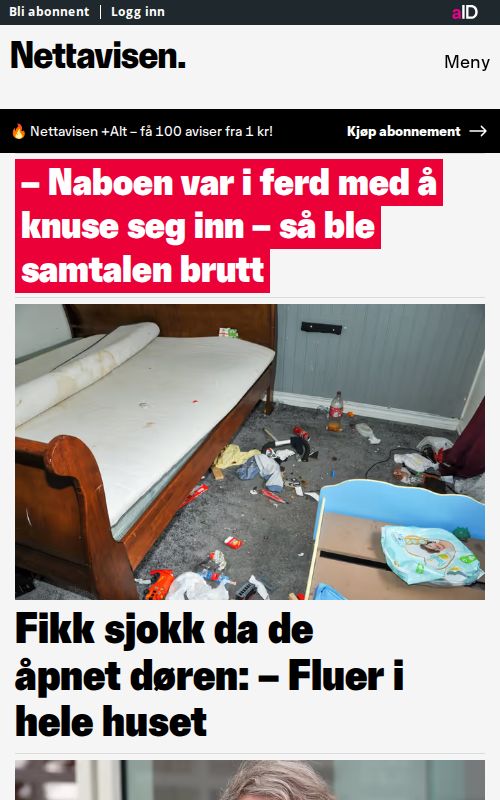 Bli abonnent
Logg inn
aID
Nettavisen.
Meny
Nettavisen +Alt – få 100 aviser fra 1 kr!
Kjøp abonnement
– Naboen var i ferd med å
knuse seg inn – så ble
samtalen brutt
Fikk sjokk da de
åpnet døren: – Fluer i
hele huset